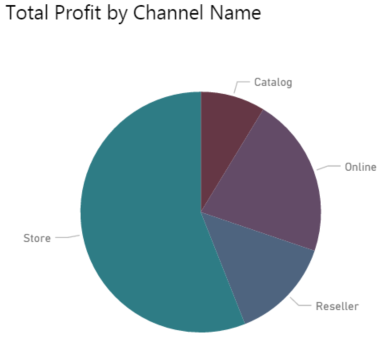 Total Profit by Channel Name
Catalog
Online
Store
Reseller